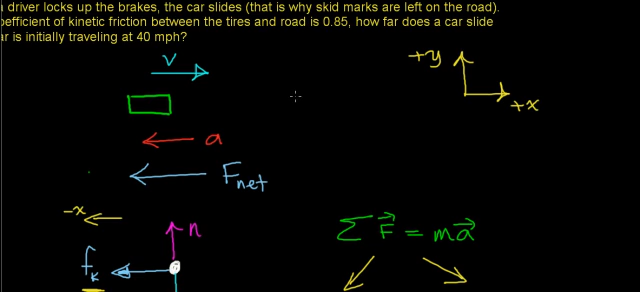 driver locks up the brakes, the car slides (that is why skid marks are left on the road).
oefficient of kinetic friction between the tires and road is 0.85, how far does a car slide
ar is initially traveling at 40 mph?
v
+y
+x
a
Fnet
-x
n
ΣF = ma
fk